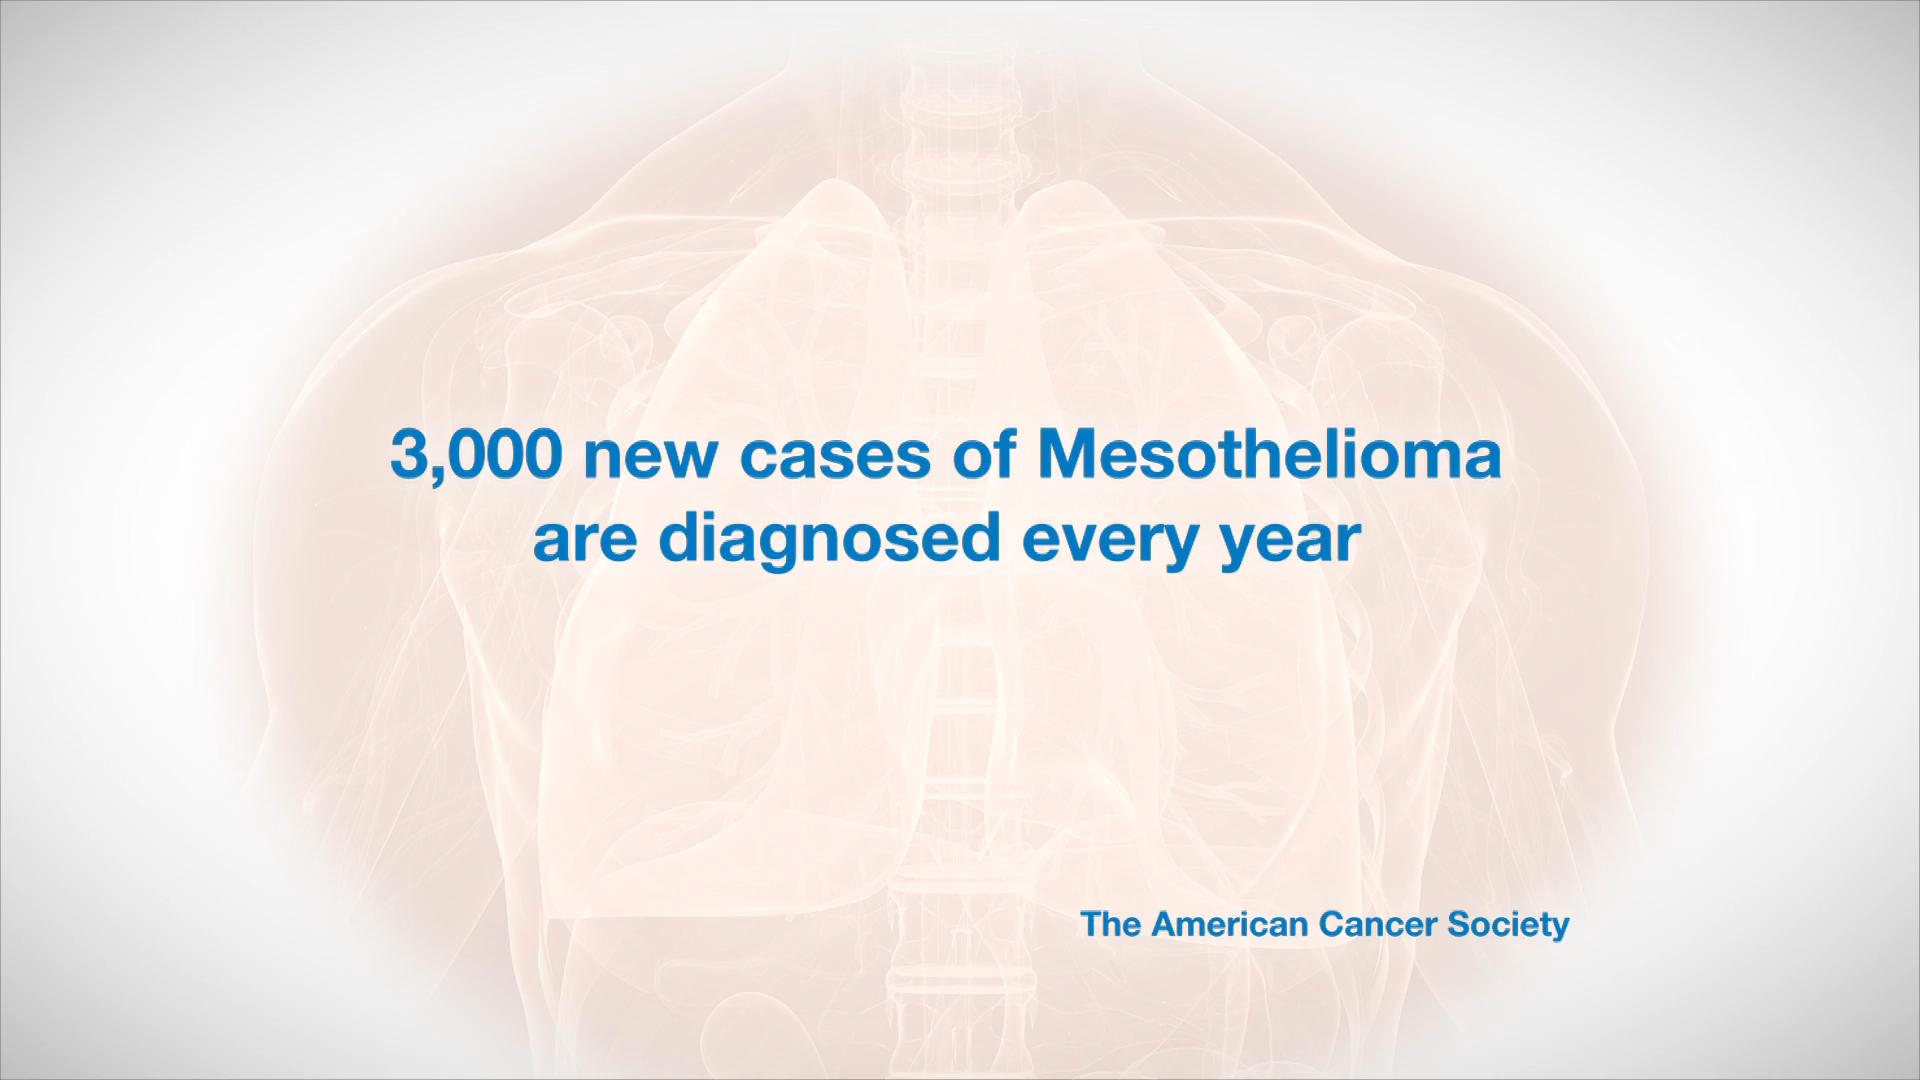 3,000 new cases of Mesothelioma
are diagnosed every year
The American Cancer Society